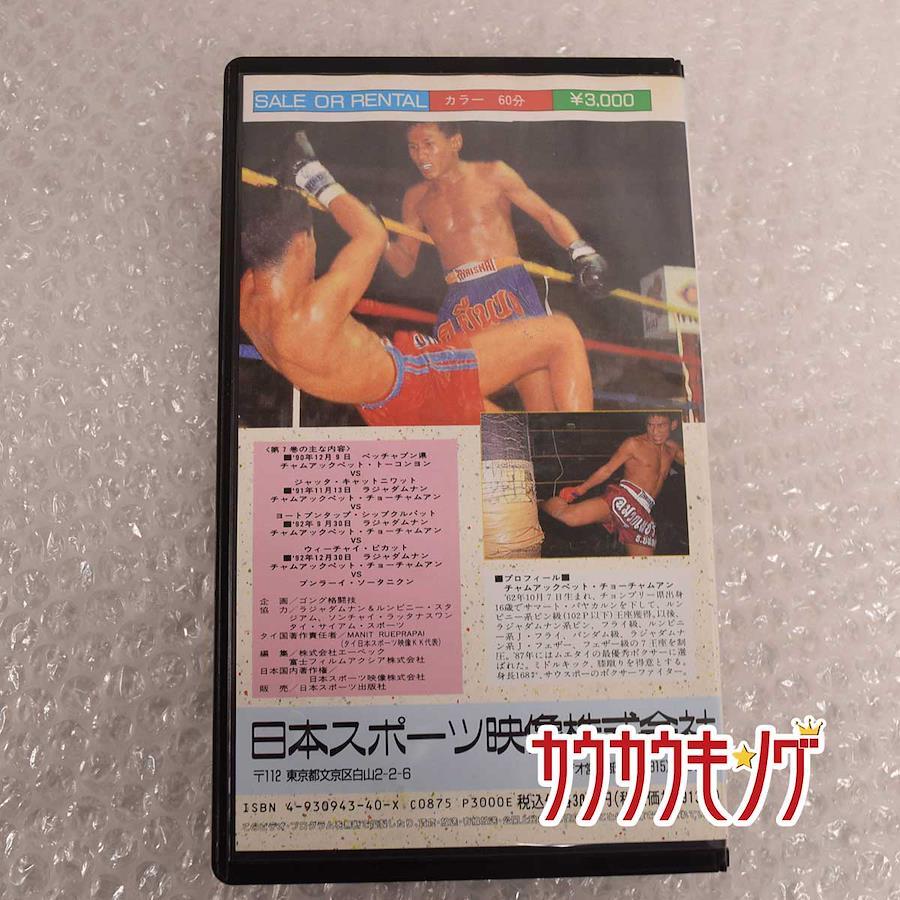 SALE OR RENTAL カラー 60分 ¥3,000
〈第7巻の主な内容〉
■'90年12月9日 ペッチャブン県
チャムアックペット・トーコンヨン
VS
ジャッタ・キャットニワット
■'91年11月13日 ラジャダムナン
チャムアックペット・チョーチャムアン
VS
ヨートブンタップ・シップクルパット
■'92年9月30日 ラジャダムナン
チャムアックペット・チョーチャムアン
VS
ウィーチャイ・ピカット
■'92年12月30日 ラジャダムナン
チャムアックペット・チョーチャムアン
VS
ブンラーイ・ソータニクン
企 画/ゴング格闘技
協 力/ラジャダムナン&ルンピニー・スタ
ジアム、ソンチャイ・ラッタナスワン
タイ・サイアム・スポーツ
タイ国著作責任者/MANIT RUEPRAPAI
(タイ日本スポーツ映像KK代表)
編 集/株式会社エーペック
富士フィルムアクシア株式会社
日本国内著作権/
日本スポーツ映像株式会社
販 売/日本スポーツ出版社
■プロフィール■
チャムアックペット・チョーチャムアン
'62年10月7日生まれ、チョンブリー県出身
16歳でサマート・パヤカルンを下して、ルン
ピニー系ピン級(102P以下)王座獲得。以後、
ラジャダムナン系ピン、フライ級、ルンピニ
ー系J・フライ、バンダム級、ラジャダムナ
ン系J・フェザー、フェザー級の7王座を制
圧。'87年にはムエタイの最優秀ボクサーに選
ばれた。ミドルキック、膝蹴りを得意とする。
身長168㌢、サウスポーのボクサーファイター。
日本スポーツ映像株式会社
〒112 東京都文京区白山2-2-6
ISBN 4-930943-40-X C0875 P3000E
カウカウキング